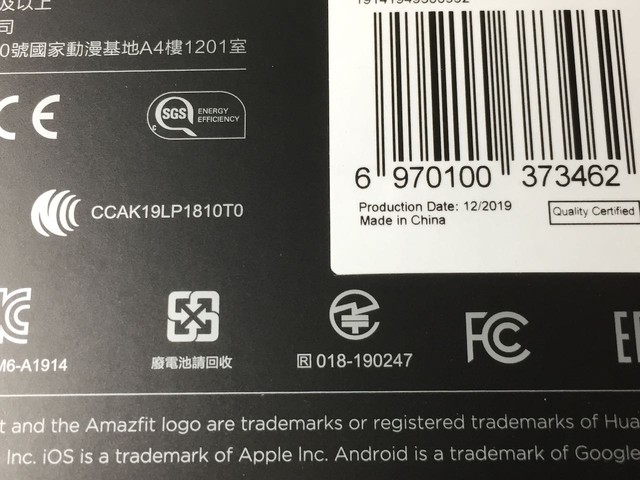 及以上
司
0號國家動漫基地A4樓1201室
CE
SGS ENERGY
EFFICIENCY
CCAK19LP1810T0
6 970100 373462
Production Date: 12/2019
Made in China
Quality Certified
M6-A1914
廢電池請回收
R 018-190247
FC
t and the Amazfit logo are trademarks or registered trademarks of Hua
Inc. iOS is a trademark of Apple Inc. Android is a trademark of Google